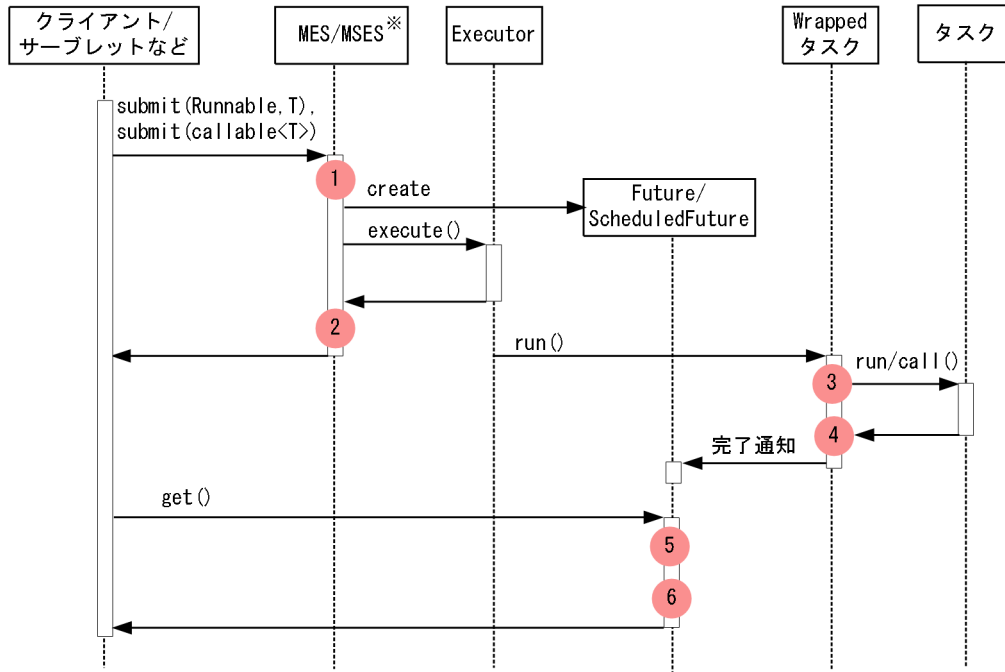 クライアント/
サーブレットなど
MES/MSES※
Executor
Wrapped
タスク
タスク
submit(Runnable,T),
submit(callable<T>)
1
create
Future/
ScheduledFuture
execute()
2
run()
run/call()
3
4
完了通知
get()
5
6